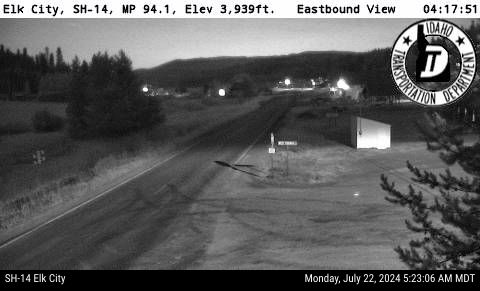 Elk City, SH-14, MP 94.1, Elev 3,939ft. Eastbound View 04:17:51
IDAHO
TRANSPORTATION DEPARTMENT
SH-14 Elk City Monday, July 22, 2024 5:23:06 AM MDT